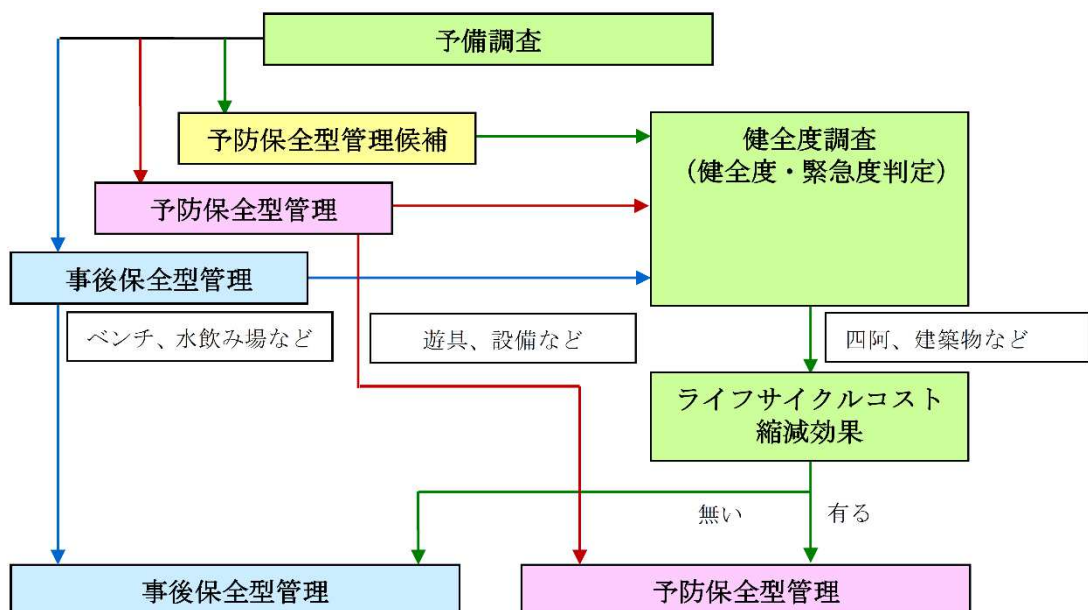 予備調査
予防保全型管理候補
健全度調査
（健全度・緊急度判定）
予防保全型管理
事後保全型管理
ベンチ、水飲み場など
遊具、設備など
四阿、建築物など
ライフサイクルコスト
縮減効果
無い
有る
事後保全型管理
予防保全型管理